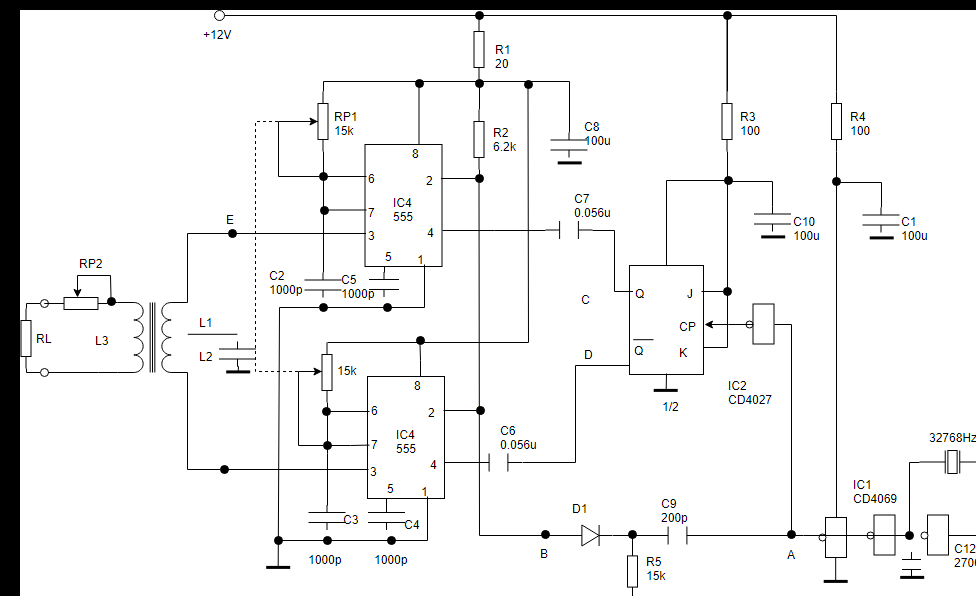 +12V
R1
20
RP1
15k
R2
6.2k
C8
100u
R3
100
R4
100
8
6
2
7
IC4
555
3
4
5
1
C7
0.056u
E
C10
100u
C1
100u
RP2
C2
1000p
C5
1000p
C
Q
J
CP
Q
K
D
RL
L3
L1
L2
15k
8
6
2
7
IC4
555
3
4
5
1
1/2
IC2
CD4027
C6
0.056u
32768Hz
IC1
CD4069
C3
C4
1000p
1000p
D1
C9
200p
B
A
R5
15k
C12